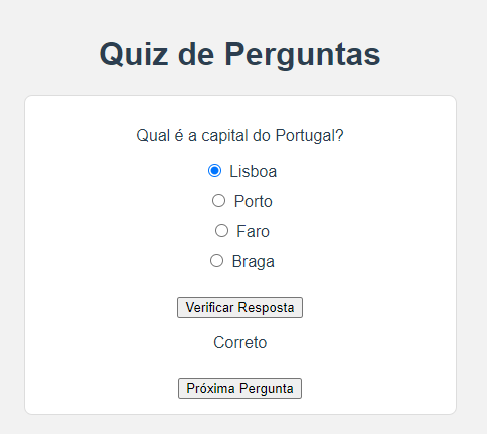 Quiz de Perguntas
Qual é a capital do Portugal?
Lisboa
Porto
Faro
Braga
Verificar Resposta
Correto
Próxima Pergunta